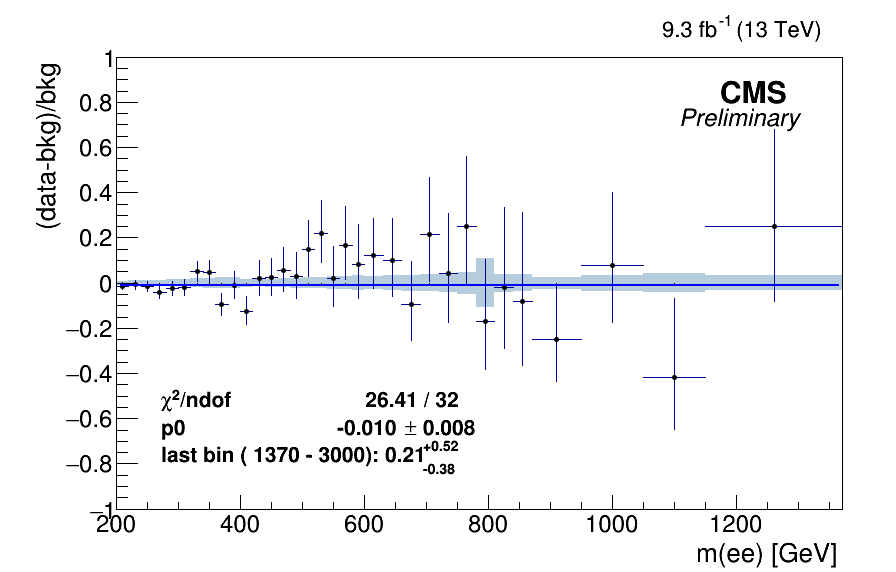 9.3 fb⁻¹ (13 TeV)
(data-bkg)/bkg
1
0.8
0.6
0.4
0.2
0
−0.2
−0.4
−0.6
−0.8
−1
CMS
Preliminary
χ²/ndof 26.41 / 32
p0 -0.010 ± 0.008
last bin ( 1370 - 3000): 0.21 +0.52 -0.38
200 400 600 800 1000 1200
m(ee) [GeV]